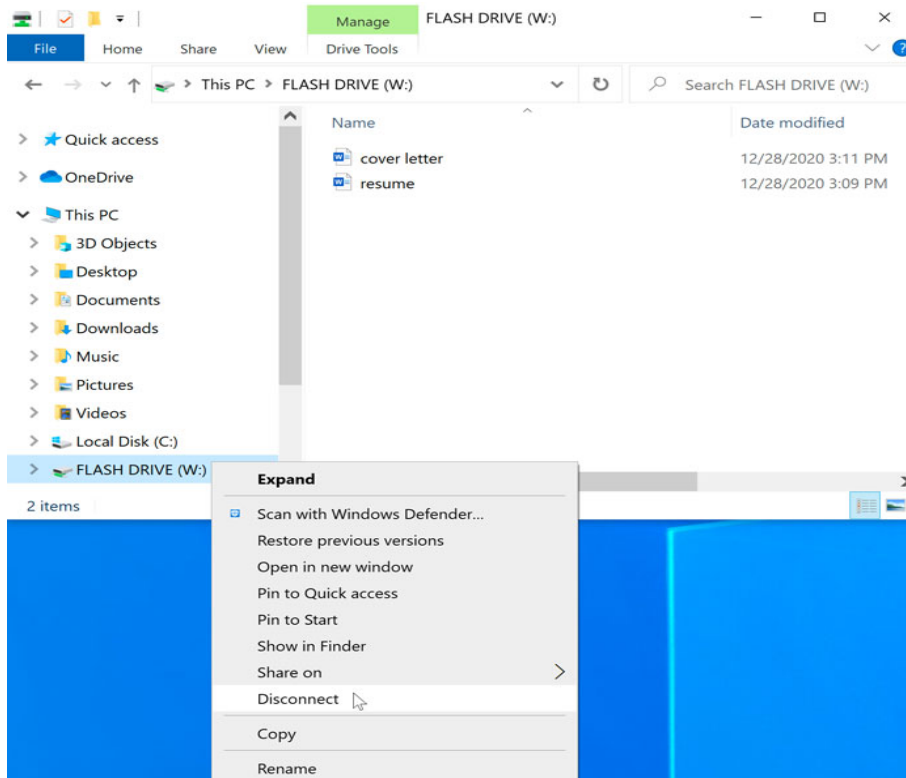 Manage FLASH DRIVE (W:)
File Home Share View Drive Tools ?
This PC > FLASH DRIVE (W:) Search FLASH DRIVE (W:)
Name Date modified
Quick access
cover letter 12/28/2020 3:11 PM
OneDrive
resume 12/28/2020 3:09 PM
This PC
3D Objects
Desktop
Documents
Downloads
Music
Pictures
Videos
Local Disk (C:)
FLASH DRIVE (W:)
2 items
Expand
Scan with Windows Defender...
Restore previous versions
Open in new window
Pin to Quick access
Pin to Start
Show in Finder
Share on
Disconnect
Copy
Rename